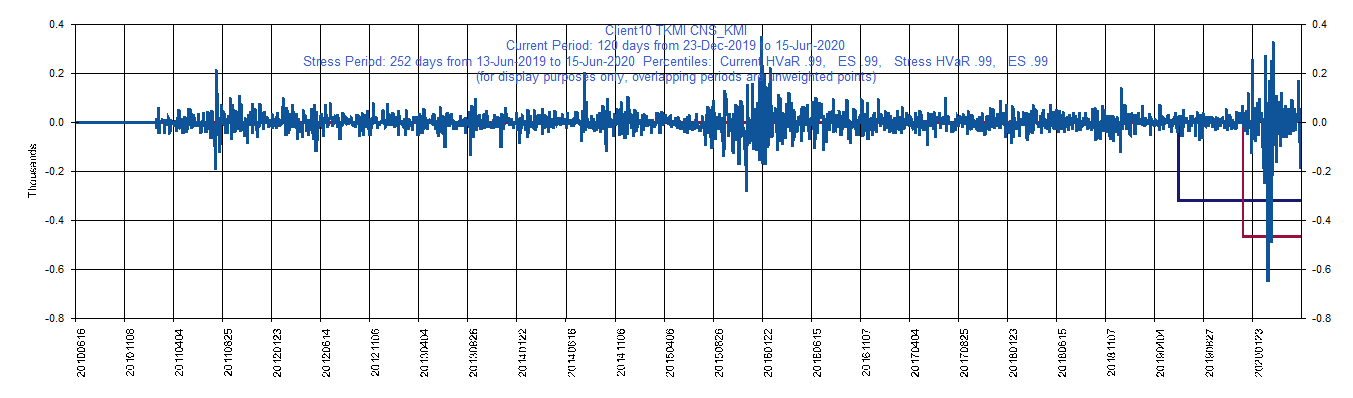 Client10 TKMI CNS_KMI
Current Period: 120 days from 23-Dec-2019 to 15-Jun-2020
Stress Period: 252 days from 13-Jun-2019 to 15-Jun-2020 Percentiles: Current HVaR .99, ES .99, Stress HVaR .99, ES .99
(for display purposes only, overlapping periods are unweighted points)
0.4 0.4
0.2 0.2
0.0 0.0
-0.2 -0.2
-0.4 -0.4
-0.6 -0.6
-0.8 -0.8
Thousands
20100616 20101108 20110404 20110825 20120123 20120614 20121106 20130404 20130826 20140122 20140616 20141106 20150406 20150826 20160122 20160615 20161107 20170404 20170825 20180123 20180615 20181107 20190404 20190827 20200123